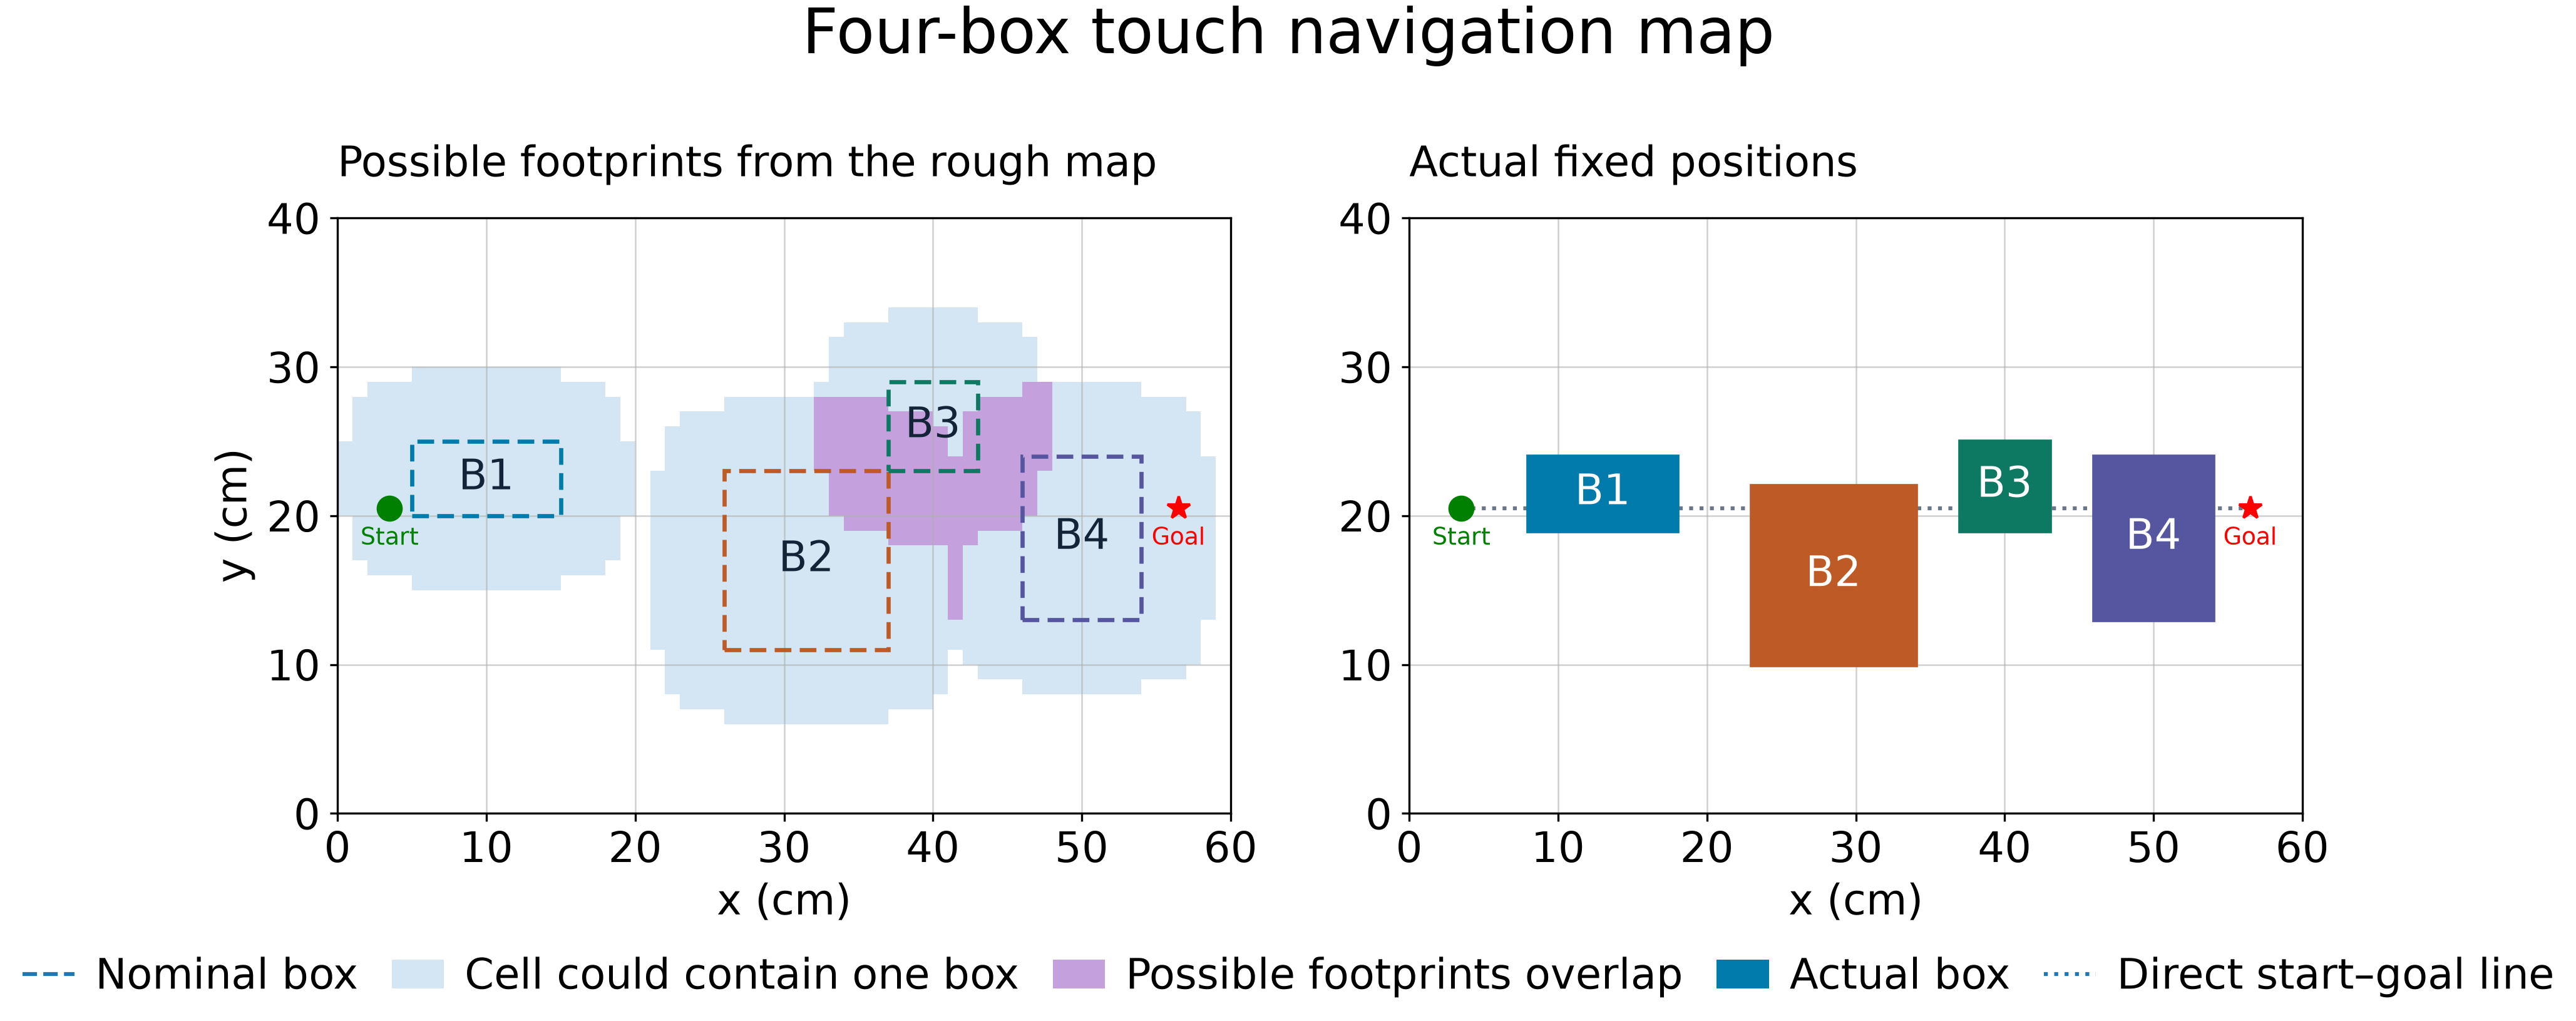 Four-box touch navigation map
Possible footprints from the rough map
40
30
20
10
0
0 10 20 30 40 50 60
x (cm)
y (cm)
B1
B2
B3
B4
Start
Goal
Actual fixed positions
40
30
20
10
0
0 10 20 30 40 50 60
x (cm)
B1
B2
B3
B4
Start
Goal
Nominal box Cell could contain one box Possible footprints overlap Actual box Direct start–goal line